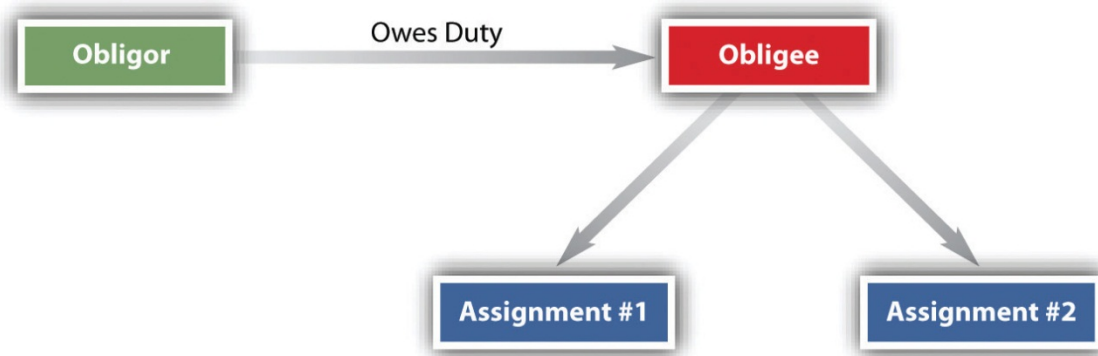 Owes Duty
Obligor
Obligee
Assignment #1
Assignment #2